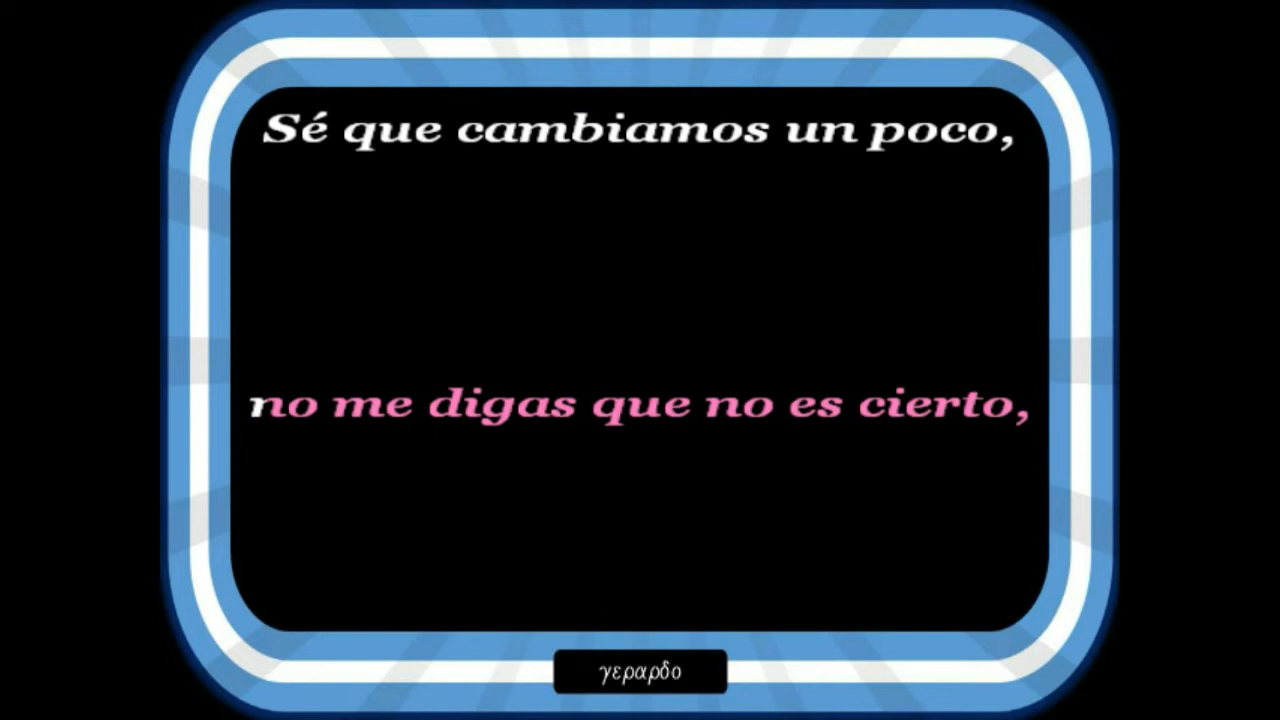 Sé que cambiamos un poco,
no me digas que no es cierto,
γεραρδο